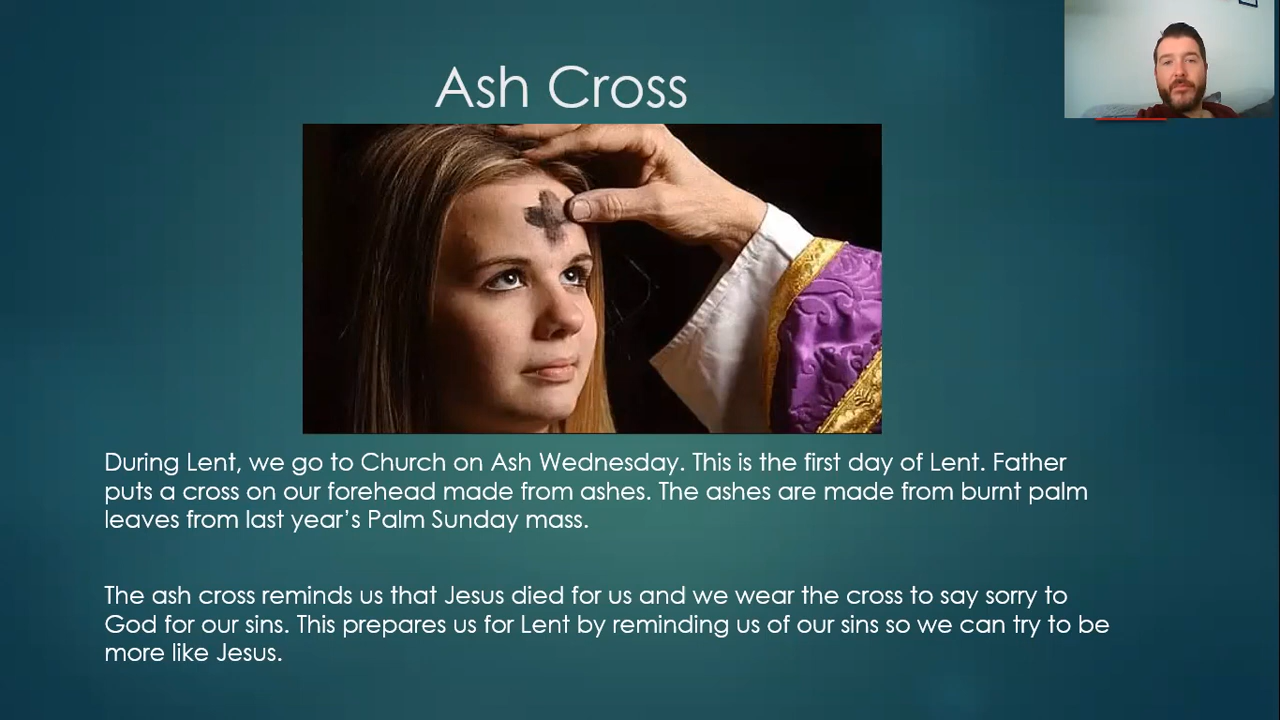 Ash Cross
During Lent, we go to Church on Ash Wednesday. This is the first day of Lent. Father
puts a cross on our forehead made from ashes. The ashes are made from burnt palm
leaves from last year’s Palm Sunday mass.
The ash cross reminds us that Jesus died for us and we wear the cross to say sorry to
God for our sins. This prepares us for Lent by reminding us of our sins so we can try to be
more like Jesus.